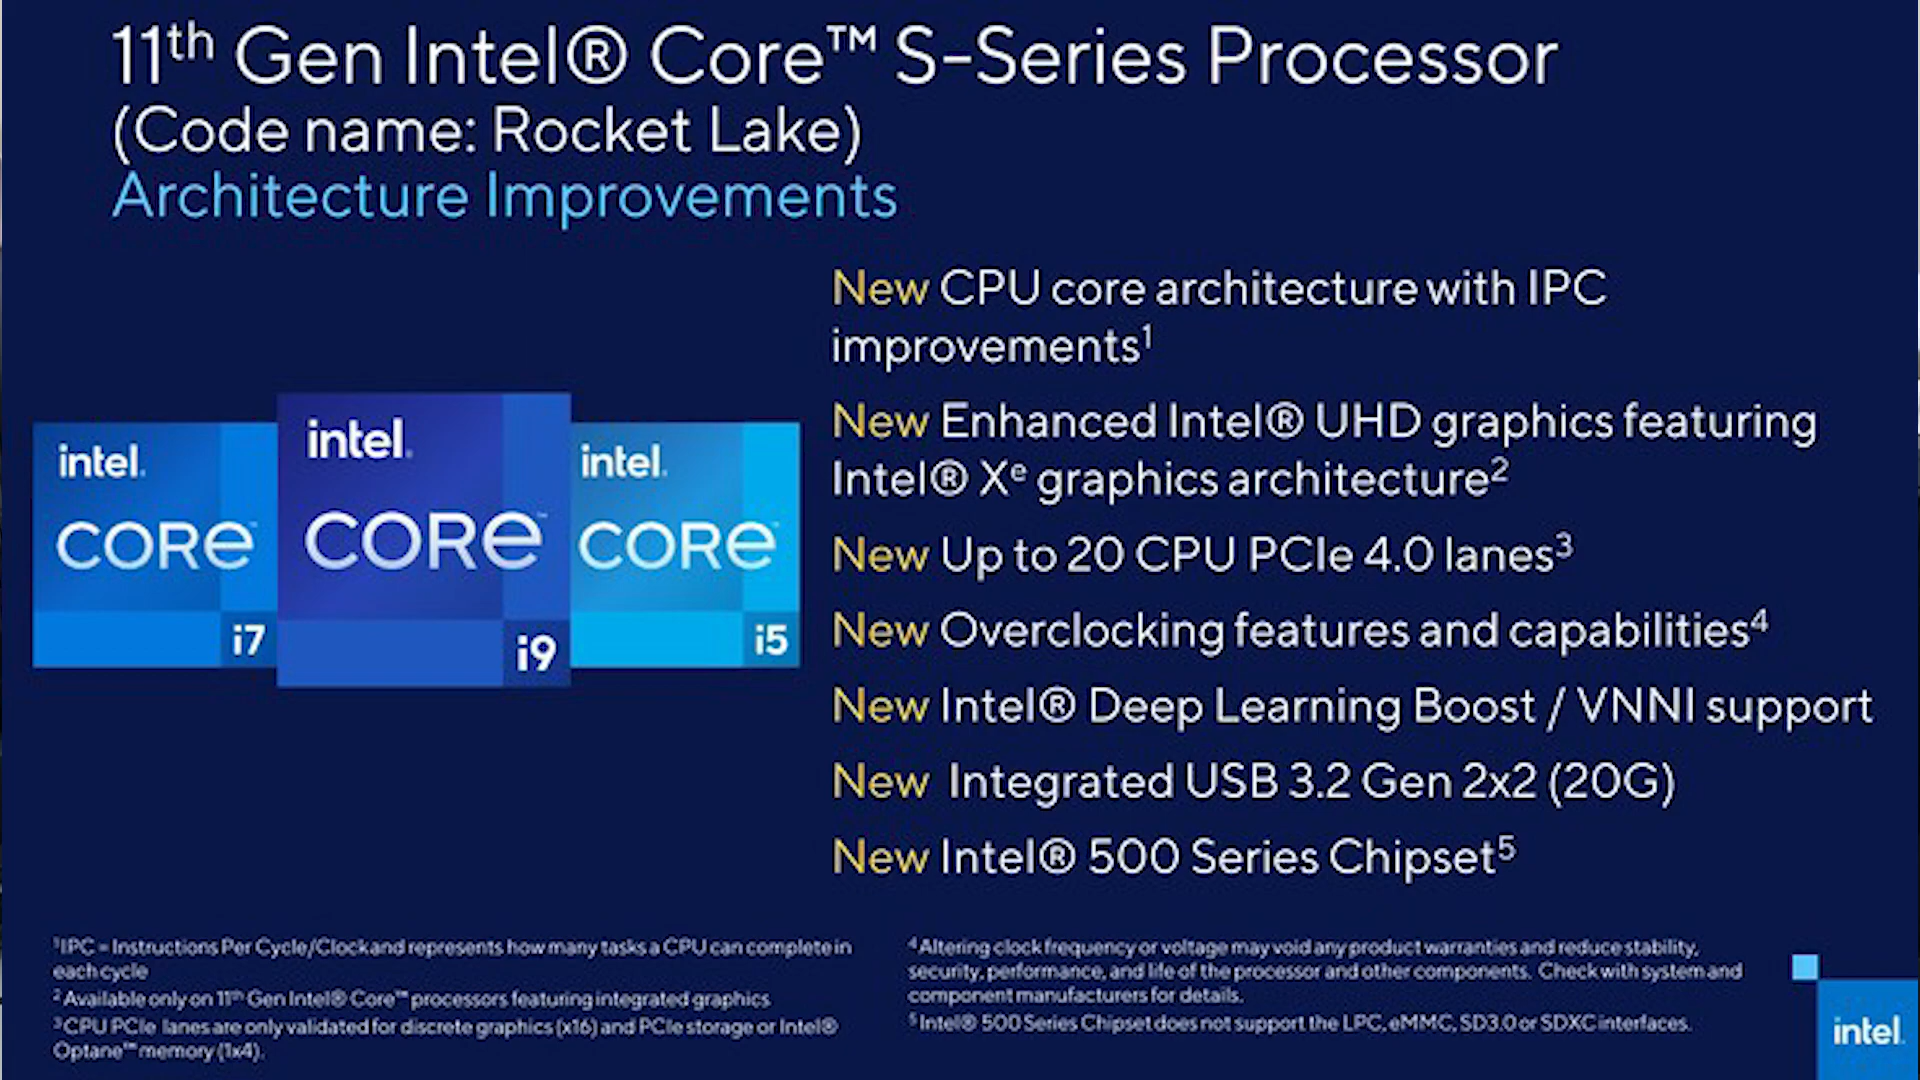 11th Gen Intel® Core™ S-Series Processor
(Code name: Rocket Lake)
Architecture Improvements
New CPU core architecture with IPC
improvements¹
New Enhanced Intel® UHD graphics featuring
Intel® Xᵉ graphics architecture²
New Up to 20 CPU PCIe 4.0 lanes³
New Overclocking features and capabilities⁴
New Intel® Deep Learning Boost / VNNI support
New Integrated USB 3.2 Gen 2x2 (20G)
New Intel® 500 Series Chipset⁵
intel.
CORe™
i7
intel.
CORe™
i9
intel.
CORe™
i5
¹IPC = Instructions Per Cycle/Clock and represents how many tasks a CPU can complete in
each cycle
²Available only on 11th Gen Intel® Core™ processors featuring integrated graphics
³CPU PCIe lanes are only validated for discrete graphics (x16) and PCIe storage or Intel®
Optane™ memory (1x4).
⁴Altering clock frequency or voltage may void any product warranties and reduce stability,
security, performance, and life of the processor and other components. Check with system and
component manufacturers for details.
⁵Intel® 500 Series Chipset does not support the LPC, eMMC, SD3.0 or SDXC interfaces.
intel.